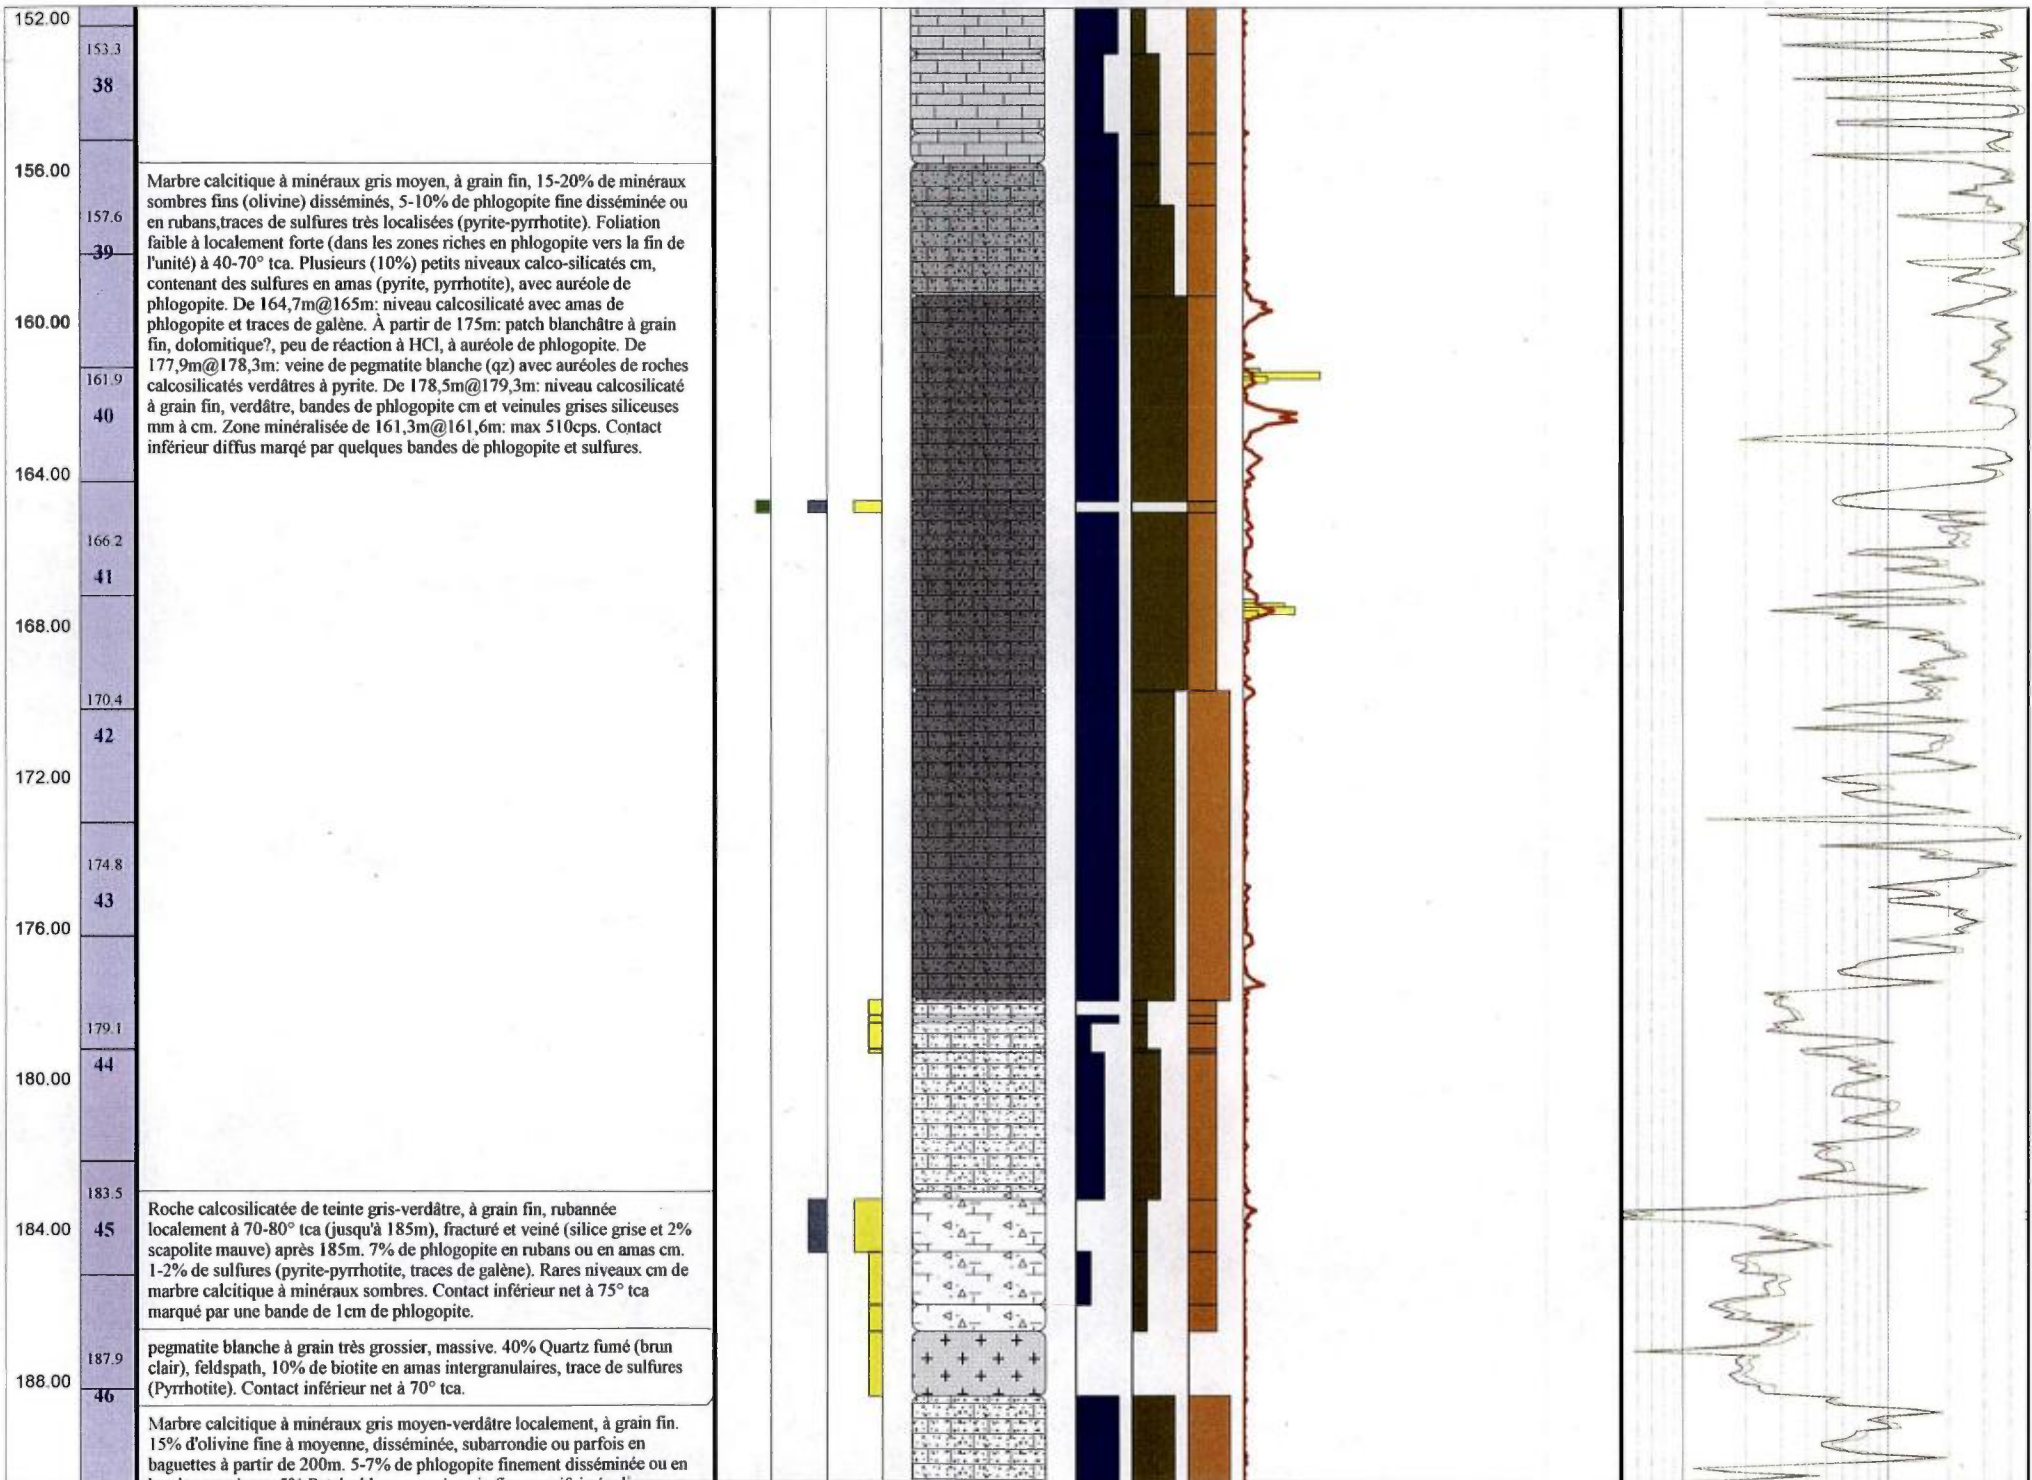 152.00
156.00
160.00
164.00
168.00
172.00
176.00
180.00
184.00
188.00
153.3
38
157.6
39
161.9
40
166.2
41
170.4
42
174.8
43
179.1
44
183.5
45
187.9
46
Marbre calcitique à minéraux gris moyen, à grain fin, 15-20% de minéraux
sombres fins (olivine) disséminés, 5-10% de phlogopite fine disséminée ou
en rubans,traces de sulfures très localisées (pyrite-pyrrhotite). Foliation
faible à localement forte (dans les zones riches en phlogopite vers la fin de
l'unité) à 40-70° tca. Plusieurs (10%) petits niveaux calco-silicatés cm,
contenant des sulfures en amas (pyrite, pyrrhotite), avec auréole de
phlogopite. De 164,7m@165m: niveau calcosilicaté avec amas de
phlogopite et traces de galène. À partir de 175m: patch blanchâtre à grain
fin, dolomitique?, peu de réaction à HCl, à auréole de phlogopite. De
177,9m@178,3m: veine de pegmatite blanche (qz) avec auréoles de roches
calcosilicatés verdâtres à pyrite. De 178,5m@179,3m: niveau calcosilicaté
à grain fin, verdâtre, bandes de phlogopite cm et veinules grises siliceuses
mm à cm. Zone minéralisée de 161,3m@161,6m: max 510cps. Contact
inférieur diffus marqé par quelques bandes de phlogopite et sulfures.
Roche calcosilicatée de teinte gris-verdâtre, à grain fin, rubannée
localement à 70-80° tca (jusqu'à 185m), fracturé et veiné (silice grise et 2%
scapolite mauve) après 185m. 7% de phlogopite en rubans ou en amas cm.
1-2% de sulfures (pyrite-pyrrhotite, traces de galène). Rares niveaux cm de
marbre calcitique à minéraux sombres. Contact inférieur net à 75° tca
marqué par une bande de 1cm de phlogopite.
pegmatite blanche à grain très grossier, massive. 40% Quartz fumé (brun
clair), feldspath, 10% de biotite en amas intergranulaires, trace de sulfures
(Pyrrhotite). Contact inférieur net à 70° tca.
Marbre calcitique à minéraux gris moyen-verdâtre localement, à grain fin.
15% d'olivine fine à moyenne, disséminée, subarrondie ou parfois en
baguettes à partir de 200m. 5-7% de phlogopite finement disséminée ou en